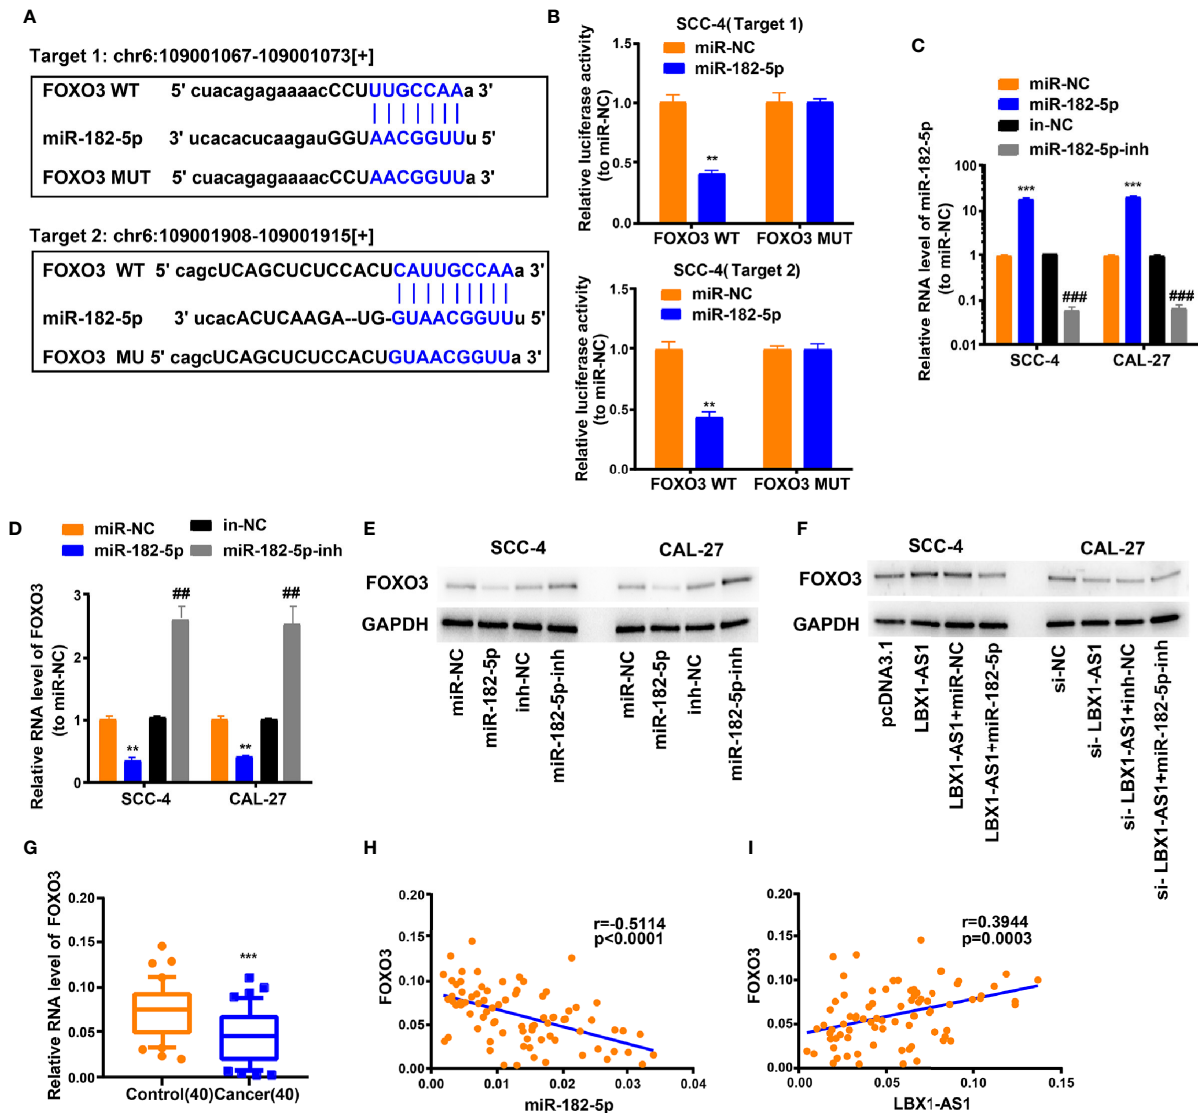 A
Target 1: chr6:109001067-109001073[+]
FOXO3 WT 5' cuacagagaaaacCCUUUGCCAAa 3'
miR-182-5p 3' ucacacucaagauGGUAACGGUUu 5'
FOXO3 MUT 5' cuacagagaaaacCCUAACGGUUa 3'
Target 2: chr6:109001908-109001915[+]
FOXO3 WT 5' cagcUCAGCUCUCCACUCAUUGCCAAa 3'
miR-182-5p 3' ucacACUCAAGA--UG-GUAACGGUUu 5'
FOXO3 MU 5' cagcUCAGCUCUCCACUGUAACGGUUa 3'
B
SCC-4( Target 1)
miR-NC
miR-182-5p
Relative luciferase activity
(to miR-NC)
1.5
1.0
0.5
0.0
**
FOXO3 WT
FOXO3 MUT
SCC-4( Target 2)
miR-NC
miR-182-5p
Relative luciferase activity
(to miR-NC)
1.5
1.0
0.5
0.0
**
FOXO3 WT
FOXO3 MUT
C
miR-NC
miR-182-5p
in-NC
miR-182-5p-inh
Relative RNA level of miR-182-5p
(to miR-NC)
100
10
1
0.1
0.01
***
###
***
###
SCC-4
CAL-27
D
miR-NC
miR-182-5p
in-NC
miR-182-5p-inh
Relative RNA level of FOXO3
(to miR-NC)
3
2
1
0
**
##
**
##
SCC-4
CAL-27
E
SCC-4
CAL-27
FOXO3
GAPDH
miR-NC
miR-182-5p
inh-NC
miR-182-5p-inh
miR-NC
miR-182-5p
inh-NC
miR-182-5p-inh
F
SCC-4
CAL-27
FOXO3
GAPDH
pcDNA3.1
LBX1-AS1
LBX1-AS1+miR-NC
LBX1-AS1+miR-182-5p
si-NC
si- LBX1-AS1
si- LBX1-AS1+inh-NC
si- LBX1-AS1+miR-182-5p-inh
G
Relative RNA level of FOXO3
0.20
0.15
0.10
0.05
0.00
***
Control(40)
Cancer(40)
H
FOXO3
0.20
0.15
0.10
0.05
0.00
r=-0.5114
p<0.0001
0.00
0.01
0.02
0.03
0.04
miR-182-5p
I
FOXO3
0.20
0.15
0.10
0.05
0.00
r=0.3944
p=0.0003
0.00
0.05
0.10
0.15
LBX1-AS1